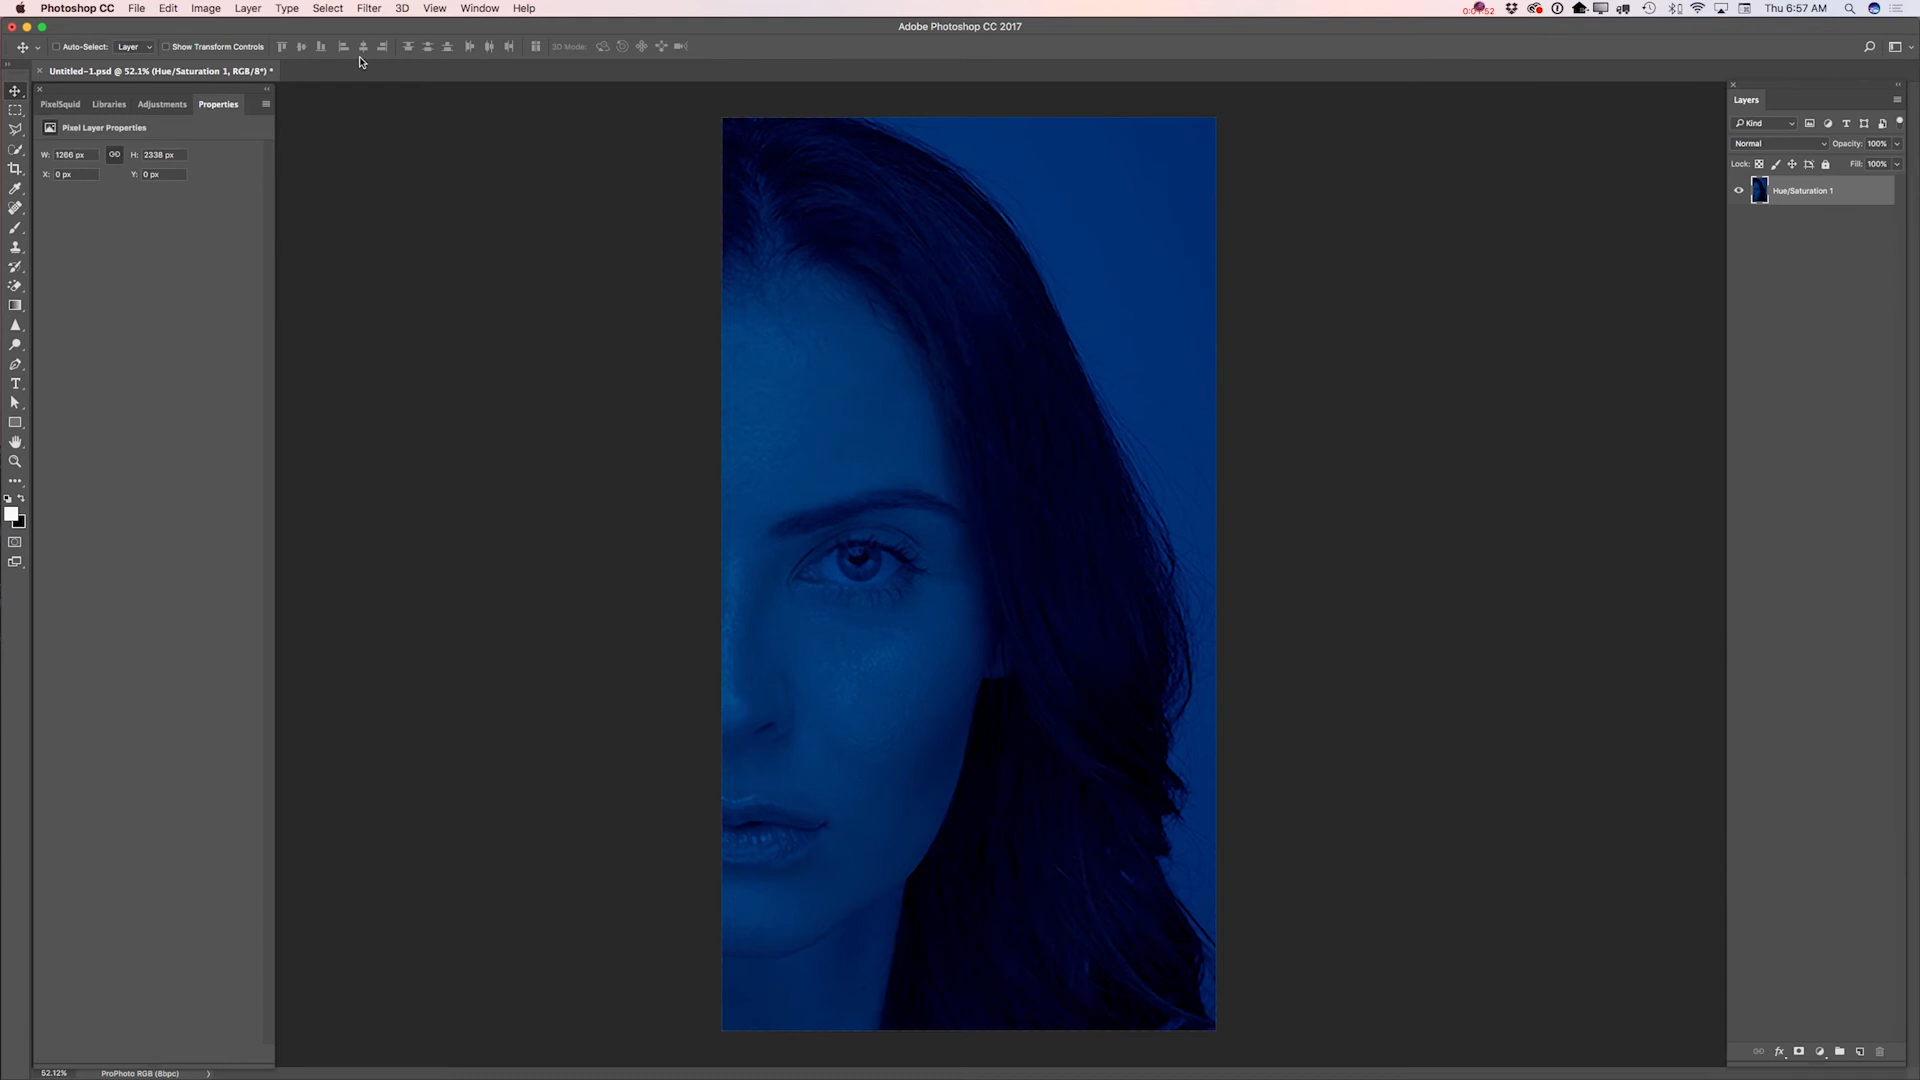 Photoshop CC File Edit Image Layer Type Select Filter 3D View Window Help
0:01:52 Thu 6:57 AM
Adobe Photoshop CC 2017
Auto-Select: Layer Show Transform Controls 3D Mode:
Untitled-1.psd @ 52.1% (Hue/Saturation 1, RGB/8*) *
PixelSquid Libraries Adjustments Properties
Pixel Layer Properties
W: 1266 px H: 2338 px
X: 0 px Y: 0 px
Layers
Kind
Normal Opacity: 100%
Lock: Fill: 100%
Hue/Saturation 1
52.12% ProPhoto RGB (8bpc)